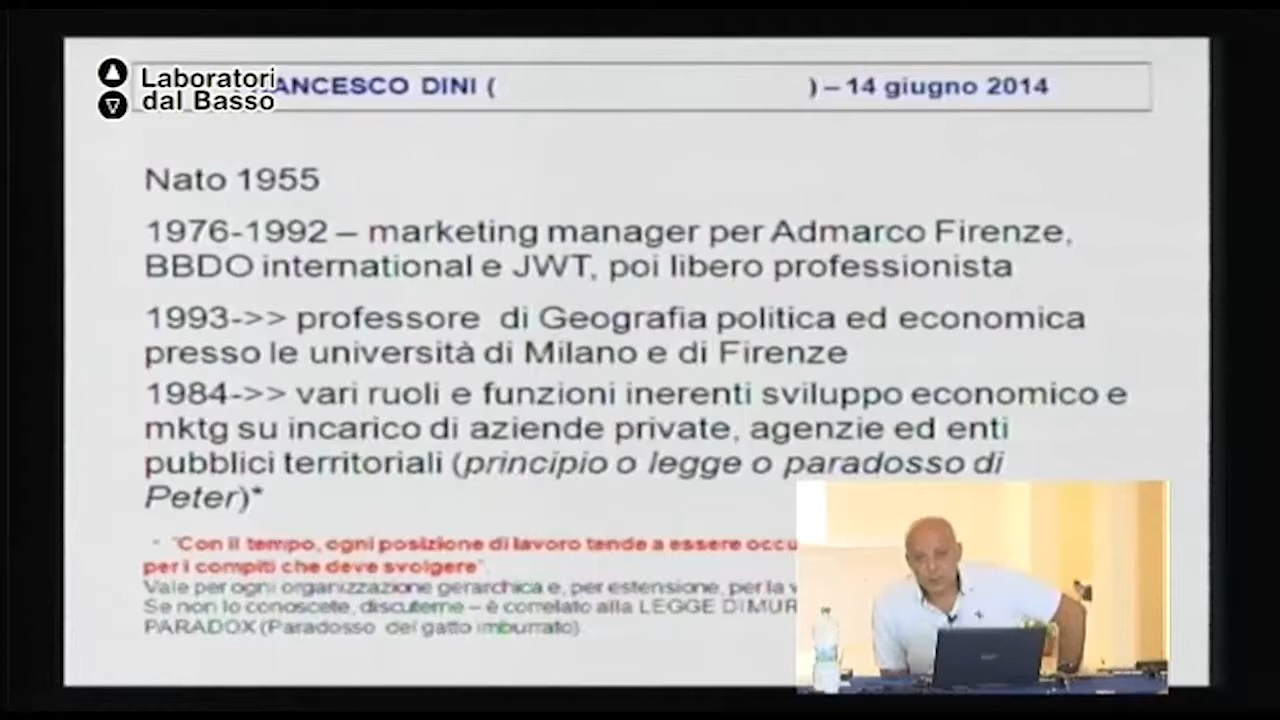 Laboratori
dal Basso
ANCESCO DINI ( ) – 14 giugno 2014
Nato 1955
1976-1992 – marketing manager per Admarco Firenze,
BBDO international e JWT, poi libero professionista
1993->> professore di Geografia politica ed economica
presso le università di Milano e di Firenze
1984->> vari ruoli e funzioni inerenti sviluppo economico e
mktg su incarico di aziende private, agenzie ed enti
pubblici territoriali (principio o legge o paradosso di
Peter)*
* "Con il tempo, ogni posizione di lavoro tende a essere occu
per i compiti che deve svolgere".
Vale per ogni organizzazione gerarchica e, per estensione, per la v
Se non lo conoscete, discuterne – è correlato alla LEGGE DI MUR
PARADOX (Paradosso del gatto imburrato)